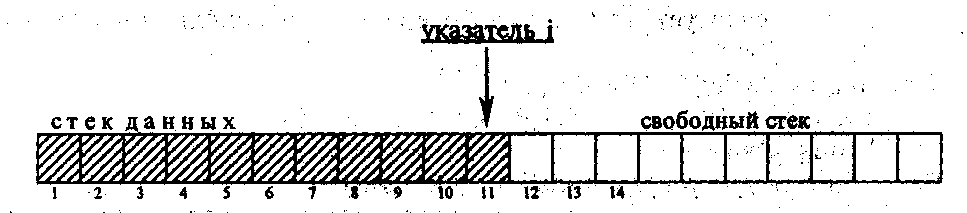 указатель i
стек данных
свободный стек
1 2 3 4 5 6 7 8 9 10 11 12 13 14